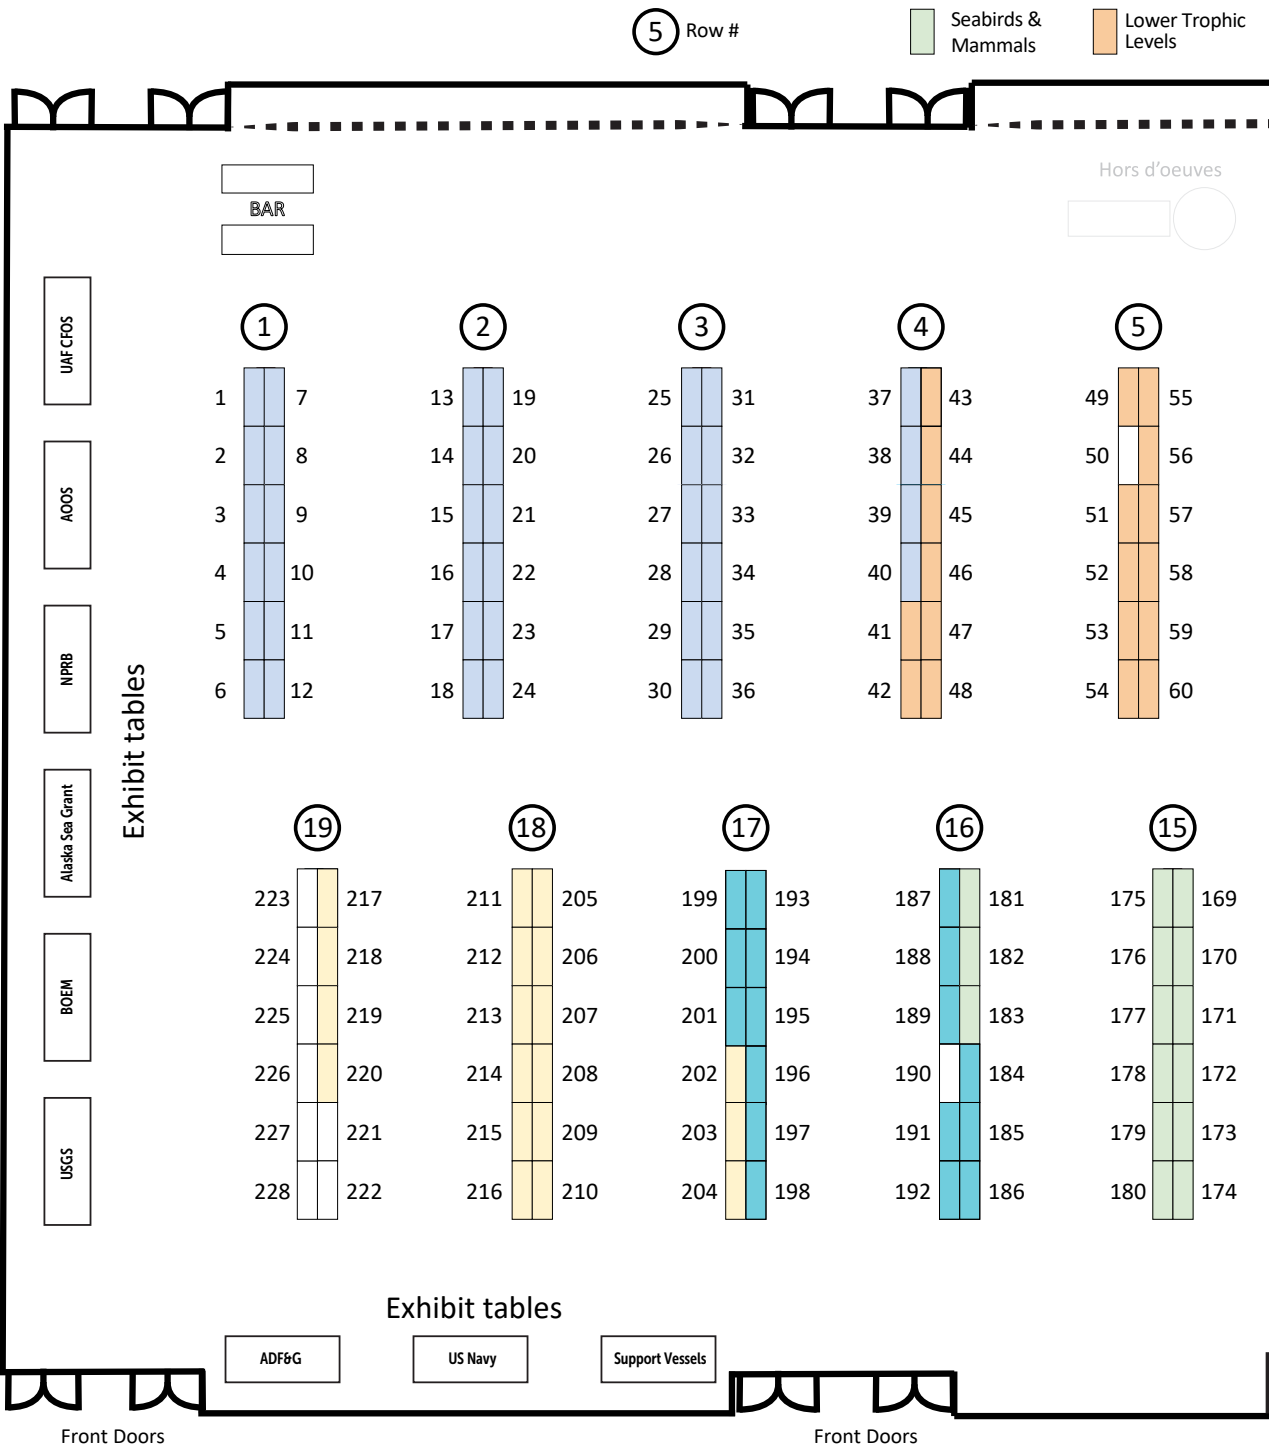 5 Row #
Seabirds &
Mammals
Lower Trophic
Levels
Hors d'oeuves
BAR
UAF CFOS
AOOS
NPRB
Alaska Sea Grant
BOEM
USGS
Exhibit tables
1 2 3 4 5
1 7 13 19 25 31 37 43 49 55
2 8 14 20 26 32 38 44 50 56
3 9 15 21 27 33 39 45 51 57
4 10 16 22 28 34 40 46 52 58
5 11 17 23 29 35 41 47 53 59
6 12 18 24 30 36 42 48 54 60
19 18 17 16 15
223 217 211 205 199 193 187 181 175 169
224 218 212 206 200 194 188 182 176 170
225 219 213 207 201 195 189 183 177 171
226 220 214 208 202 196 190 184 178 172
227 221 215 209 203 197 191 185 179 173
228 222 216 210 204 198 192 186 180 174
Exhibit tables
ADF&G US Navy Support Vessels
Front Doors Front Doors